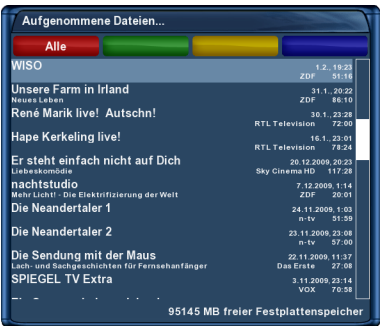 Aufgenommene Dateien...
Alle
WISO 1.2., 19:23
ZDF 51:16
Unsere Farm in Irland 31.1., 20:22
Neues Leben ZDF 86:10
René Marik live! Autschn! 30.1., 23:28
RTL Television 72:00
Hape Kerkeling live! 16.1., 23:01
RTL Television 78:24
Er steht einfach nicht auf Dich 20.12.2009, 20:23
Liebeskomödie Sky Cinema HD 117:28
nachtstudio 7.12.2009, 1:14
Mehr Licht! - Die Elektrifizierung der Welt ZDF 20:01
Die Neandertaler 1 24.11.2009, 1:03
n-tv 51:59
Die Neandertaler 2 23.11.2009, 23:08
n-tv 57:00
Die Sendung mit der Maus 22.11.2009, 11:37
Lach- und Sachgeschichten für Fernsehanfänger Das Erste 27:08
SPIEGEL TV Extra 3.11.2009, 23:14
VOX 70:58
95145 MB freier Festplattenspeicher